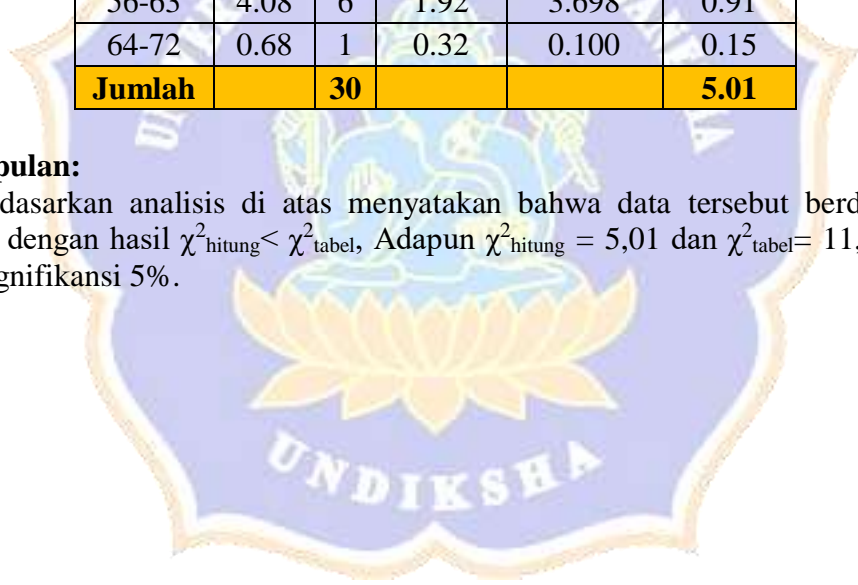 56-63 4.08 6 1.92 3.698 0.91
64-72 0.68 1 0.32 0.100 0.15
Jumlah 30 5.01
pulan:
dasarkan analisis di atas menyatakan bahwa data tersebut berd
dengan hasil χ²hitung< χ²tabel, Adapun χ²hitung = 5,01 dan χ²tabel= 11,
gnifikansi 5%.
UNDIKSHA